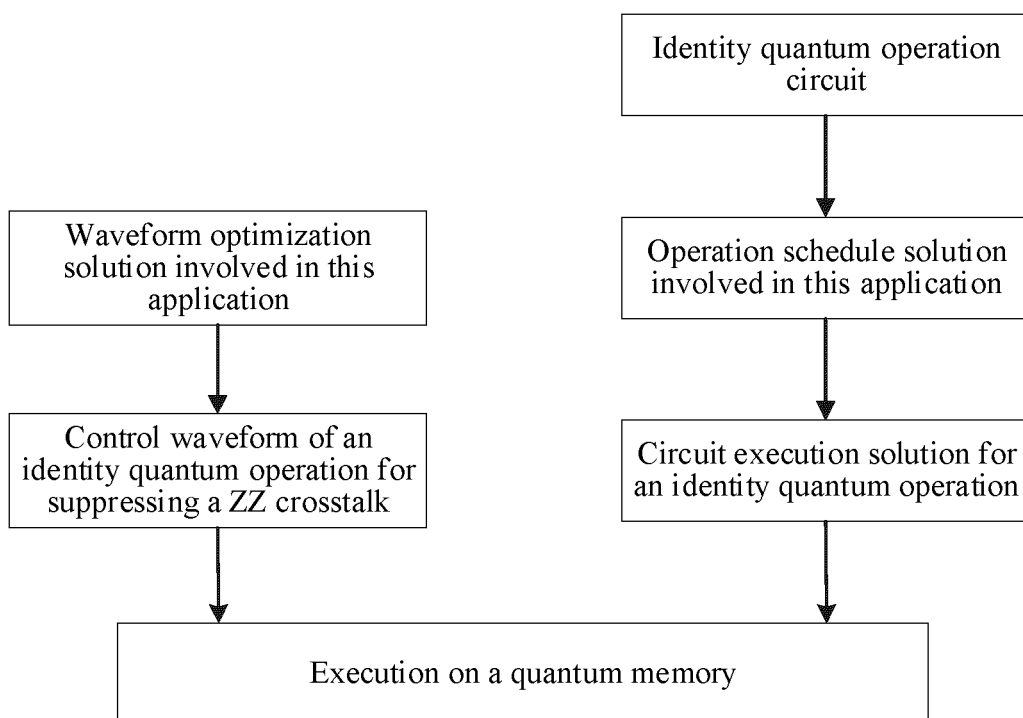 Identity quantum operation
circuit
Waveform optimization
solution involved in this
application
Operation schedule solution
involved in this application
Control waveform of an
identity quantum operation for
suppressing a ZZ crosstalk
Circuit execution solution for
an identity quantum operation
Execution on a quantum memory